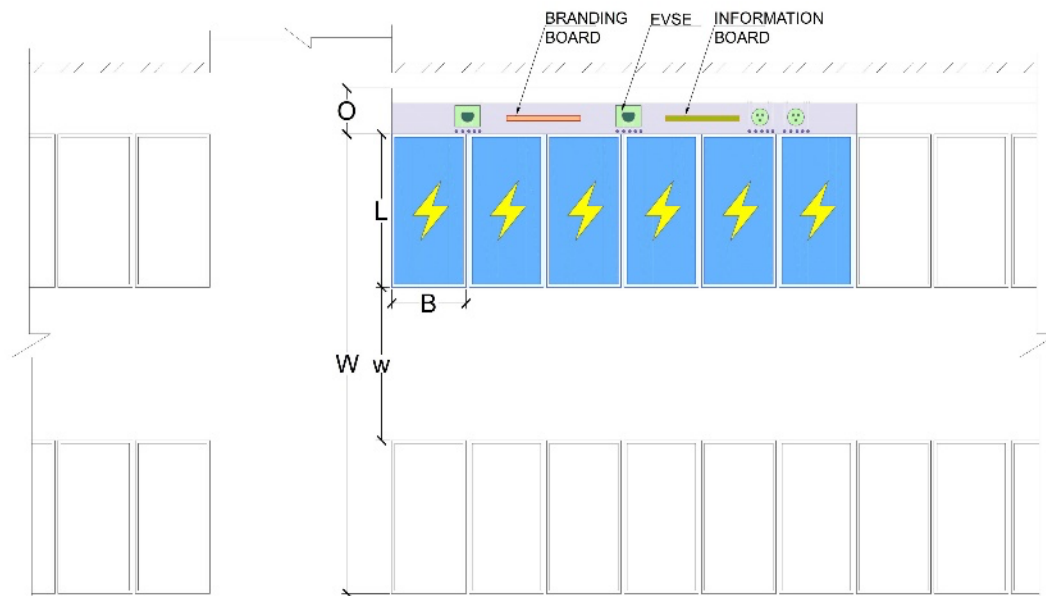 BRANDING
BOARD
EVSE
INFORMATION
BOARD
O
L
B
W
w